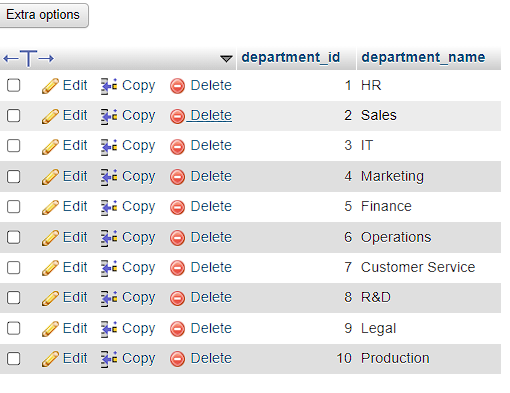 Extra options
department_id department_name
Edit Copy Delete 1 HR
Edit Copy Delete 2 Sales
Edit Copy Delete 3 IT
Edit Copy Delete 4 Marketing
Edit Copy Delete 5 Finance
Edit Copy Delete 6 Operations
Edit Copy Delete 7 Customer Service
Edit Copy Delete 8 R&D
Edit Copy Delete 9 Legal
Edit Copy Delete 10 Production